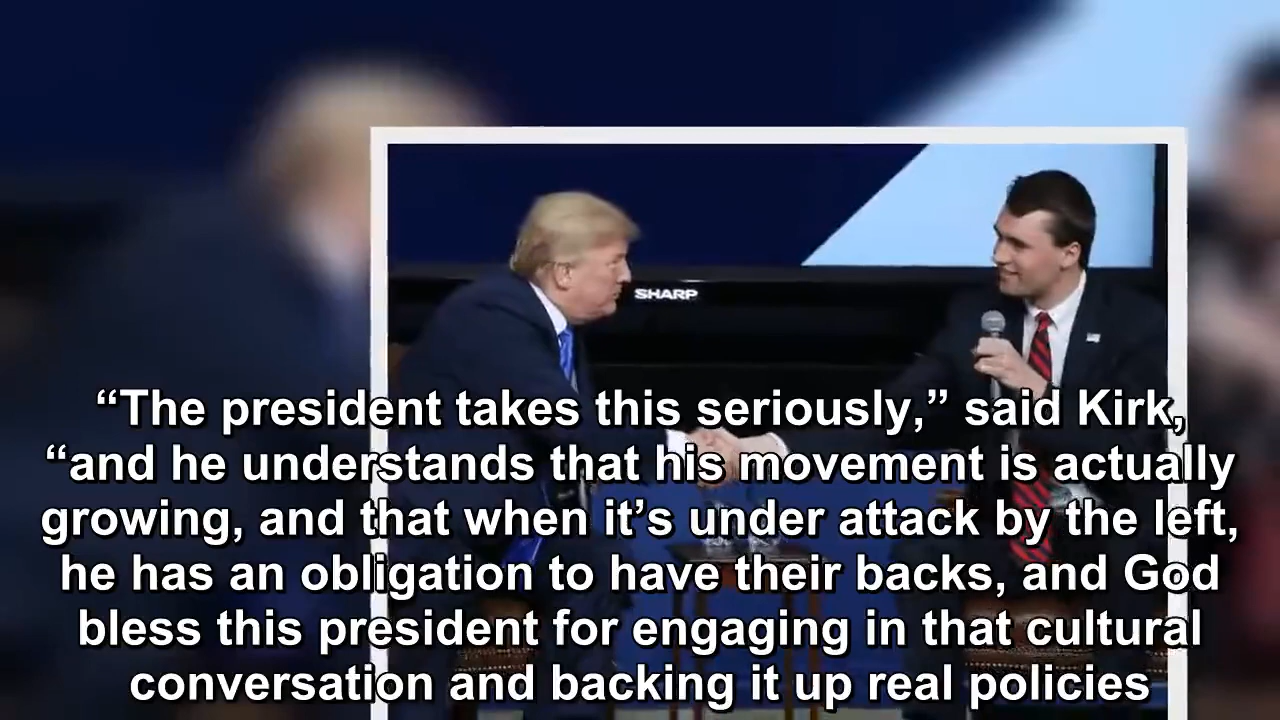 SHARP
“The president takes this seriously,” said Kirk,
“and he understands that his movement is actually
growing, and that when it’s under attack by the left,
he has an obligation to have their backs, and God
bless this president for engaging in that cultural
conversation and backing it up real policies